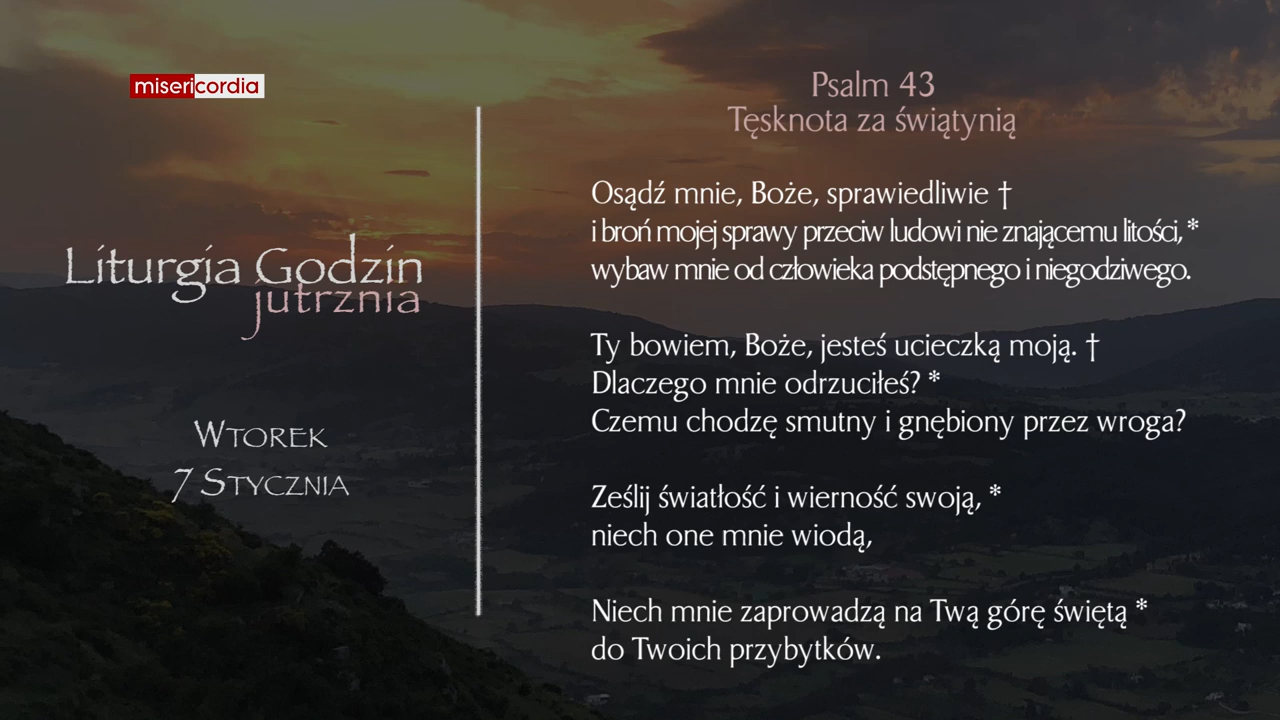 misericordia
Liturgia Godzin
jutrznia
Wtorek
7 Stycznia
Psalm 43
Tęsknota za świątynią
Osądź mnie, Boże, sprawiedliwie †
i broń mojej sprawy przeciw ludowi nie znającemu litości, *
wybaw mnie od człowieka podstępnego i niegodziwego.
Ty bowiem, Boże, jesteś ucieczką moją. †
Dlaczego mnie odrzuciłeś? *
Czemu chodzę smutny i gnębiony przez wroga?
Ześlij światłość i wierność swoją, *
niech one mnie wiodą,
Niech mnie zaprowadzą na Twą górę świętą *
do Twoich przybytków.